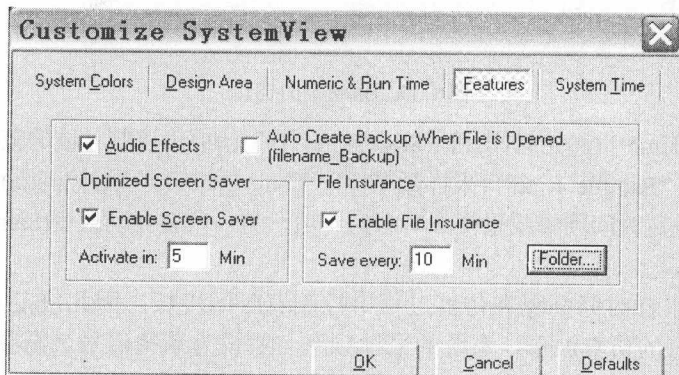 Customize SystemView
System Colors Design Area Numeric & Run Time Features System Time
Audio Effects Auto Create Backup When File is Opened.
(filename_Backup)
Optimized Screen Saver File Insurance
Enable Screen Saver Enable File Insurance
Activate in: 5 Min Save every: 10 Min Folder...
OK Cancel Defaults